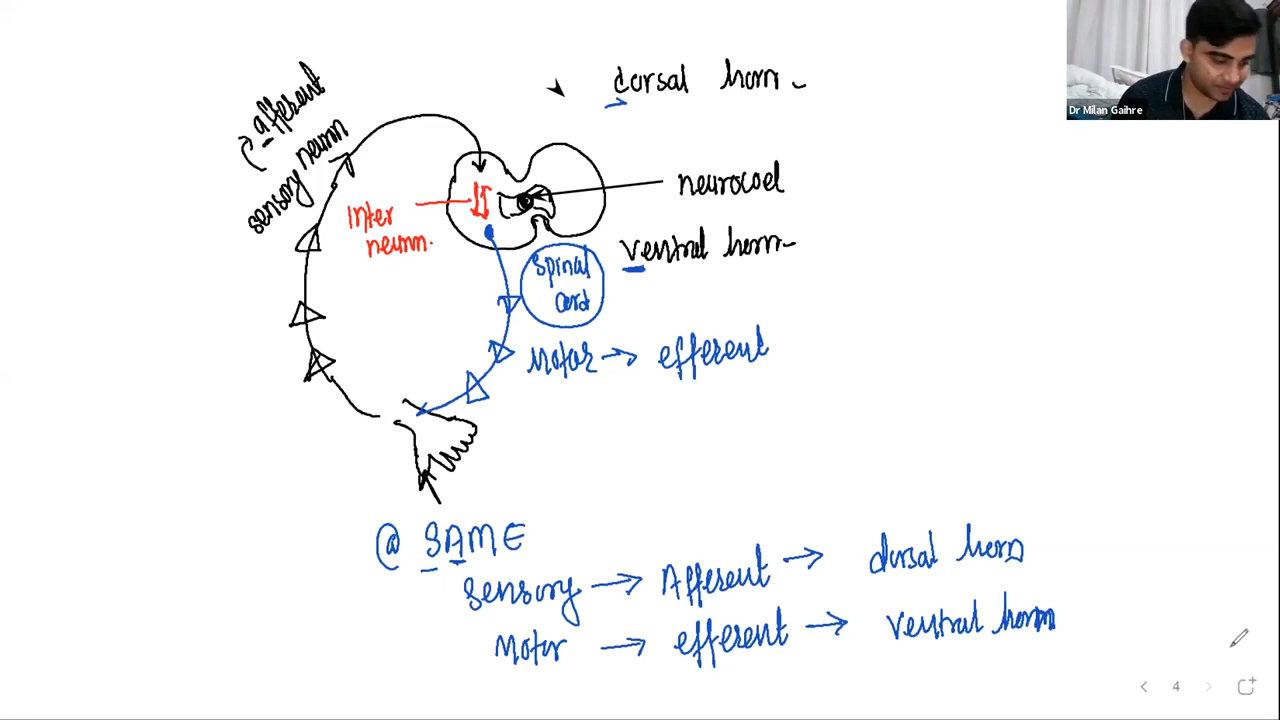 Dr Milan Gaihre
dorsal horn
afferent
sensory neuron
neurocoel
Inter
neuron.
ventral horn
spinal
cord
Motor → efferent
@ SAME
Sensory → Afferent → dorsal horn
Motor → efferent → ventral horn
4